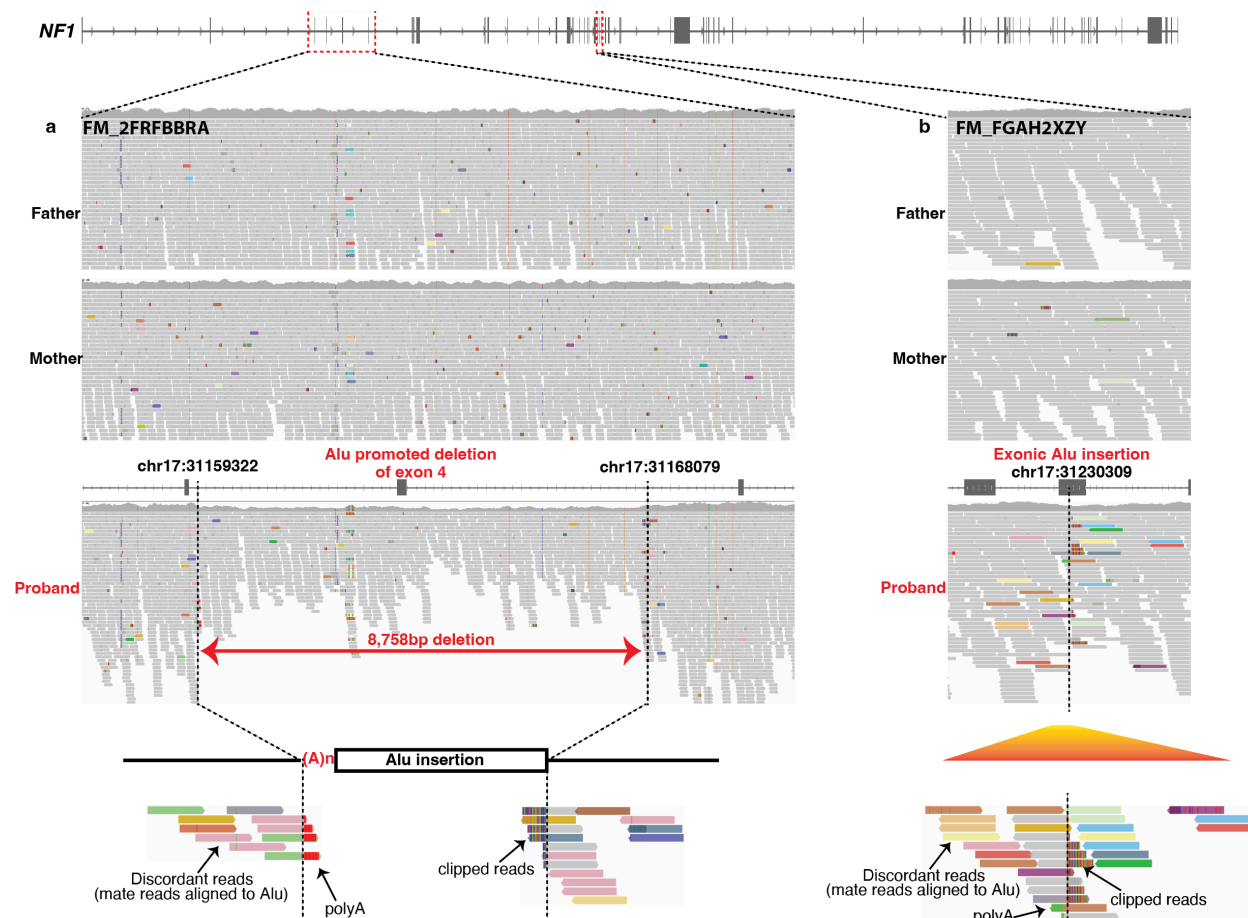 NF1
a
FM_2FRFBBRA
b
FM_FGAH2XZY
Father
Father
Mother
Mother
Alu promoted deletion
of exon 4
chr17:31159322
chr17:31168079
Exonic Alu insertion
chr17:31230309
Proband
Proband
8,758bp deletion
(A)n
Alu insertion
Discordant reads
(mate reads aligned to Alu)
polyA
clipped reads
Discordant reads
(mate reads aligned to Alu)
clipped reads
polyA